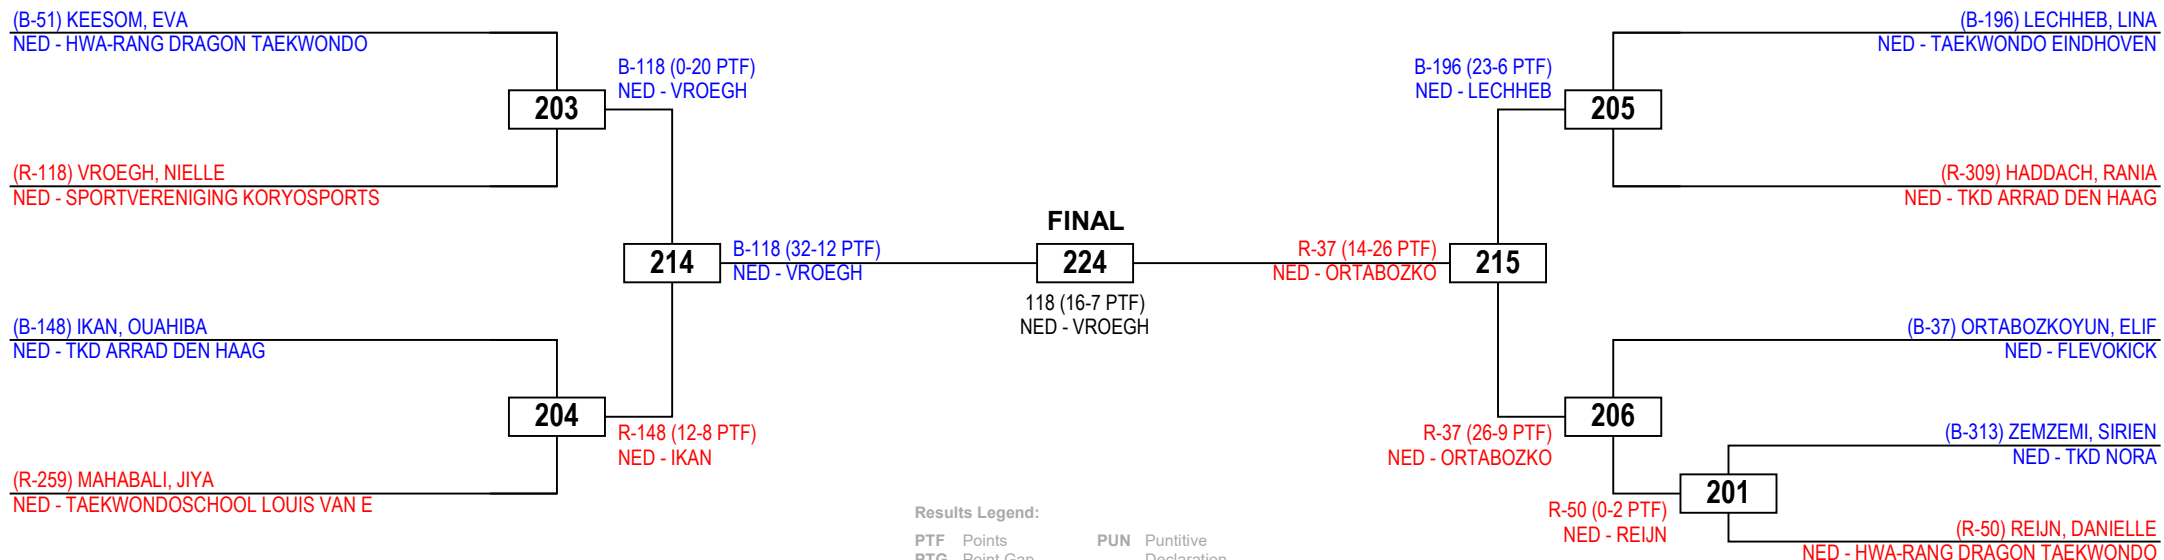 (B-51) KEESOM, EVA
NED - HWA-RANG DRAGON TAEKWONDO
B-118 (0-20 PTF)
NED - VROEGH
203
(R-118) VROEGH, NIELLE
NED - SPORTVERENIGING KORYOSPORTS
214
B-118 (32-12 PTF)
NED - VROEGH
(B-148) IKAN, OUAHIBA
NED - TKD ARRAD DEN HAAG
204
R-148 (12-8 PTF)
NED - IKAN
(R-259) MAHABALI, JIYA
NED - TAEKWONDOSCHOOL LOUIS VAN E
FINAL
224
118 (16-7 PTF)
NED - VROEGH
(B-196) LECHHEB, LINA
NED - TAEKWONDO EINDHOVEN
B-196 (23-6 PTF)
NED - LECHHEB
205
(R-309) HADDACH, RANIA
NED - TKD ARRAD DEN HAAG
R-37 (14-26 PTF)
NED - ORTABOZKO
215
(B-37) ORTABOZKOYUN, ELIF
NED - FLEVOKICK
206
R-37 (26-9 PTF)
NED - ORTABOZKO
(B-313) ZEMZEMI, SIRIEN
NED - TKD NORA
201
R-50 (0-2 PTF)
NED - REIJN
(R-50) REIJN, DANIELLE
NED - HWA-RANG DRAGON TAEKWONDO
Results Legend:
PTF Points PUN Puntitive
PTG Point Gap Declaration